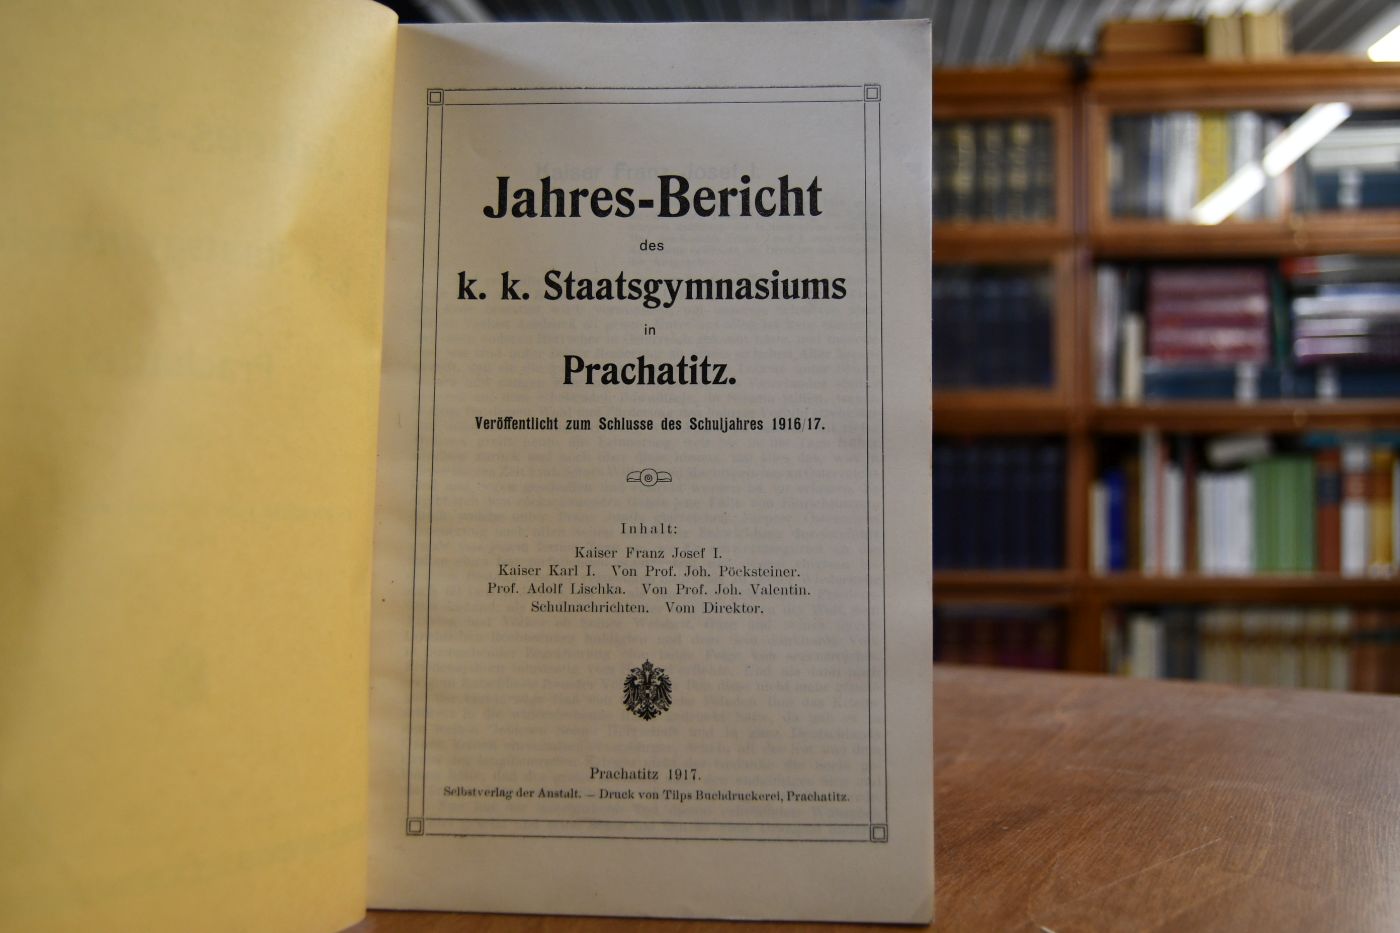 Jahres-Bericht
des
k. k. Staatsgymnasiums
in
Prachatitz.
Veröffentlicht zum Schlusse des Schuljahres 1916/17.
Inhalt:
Kaiser Franz Josef I.
Kaiser Karl I. Von Prof. Joh. Pöcksteiner.
Prof. Adolf Lischka. Von Prof. Joh. Valentin.
Schulnachrichten. Vom Direktor.
Prachatitz 1917.
Selbstverlag der Anstalt. — Druck von Tilps Buchdruckerei, Prachatitz.